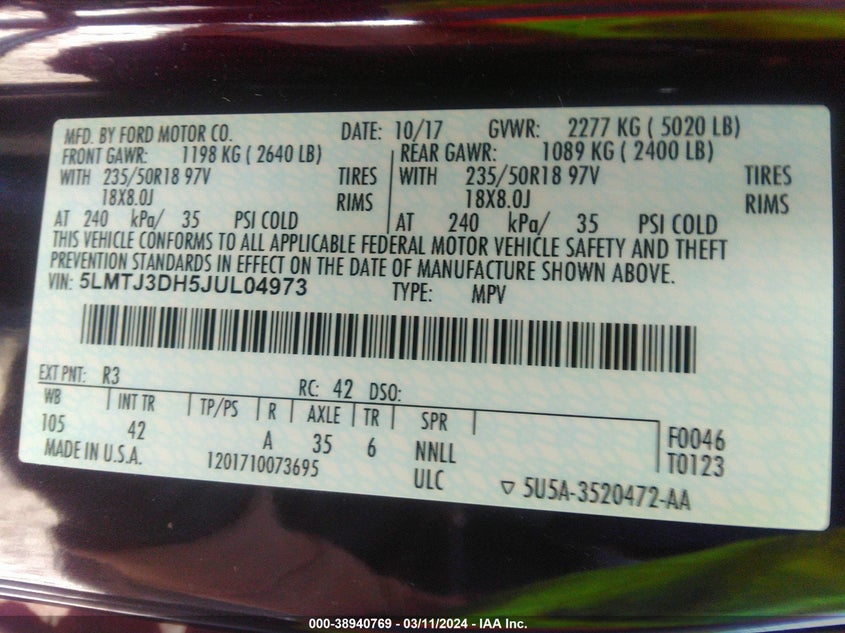 MFD. BY FORD MOTOR CO. DATE: 10/17 GVWR: 2277 KG ( 5020 LB)
FRONT GAWR: 1198 KG ( 2640 LB) REAR GAWR: 1089 KG ( 2400 LB)
WITH 235/50R18 97V TIRES WITH 235/50R18 97V TIRES
18X8.0J RIMS 18X8.0J RIMS
AT 240 kPa/ 35 PSI COLD AT 240 kPa/ 35 PSI COLD
THIS VEHICLE CONFORMS TO ALL APPLICABLE FEDERAL MOTOR VEHICLE SAFETY AND THEFT
PREVENTION STANDARDS IN EFFECT ON THE DATE OF MANUFACTURE SHOWN ABOVE.
VIN: 5LMTJ3DH5JUL04973 TYPE: MPV
EXT PNT: R3 RC: 42 DSO:
WB INT TR TP/PS R AXLE TR SPR
105 42 A 35 6 NNLL F0046
MADE IN U.S.A. 1201710073695 ULC T0123
▽ 5U5A-3520472-AA
000-38940769 - 03/11/2024 - IAA Inc.